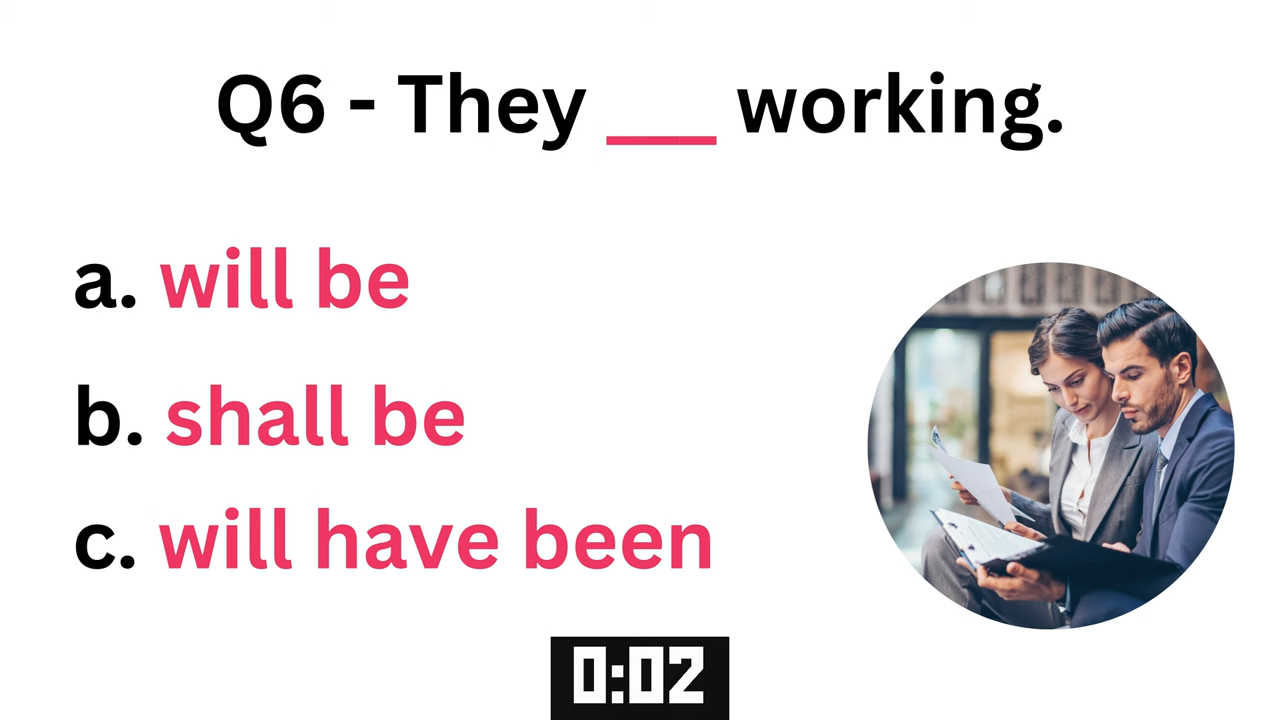 Q6 - They ___ working.
a. will be
b. shall be
c. will have been
0:02